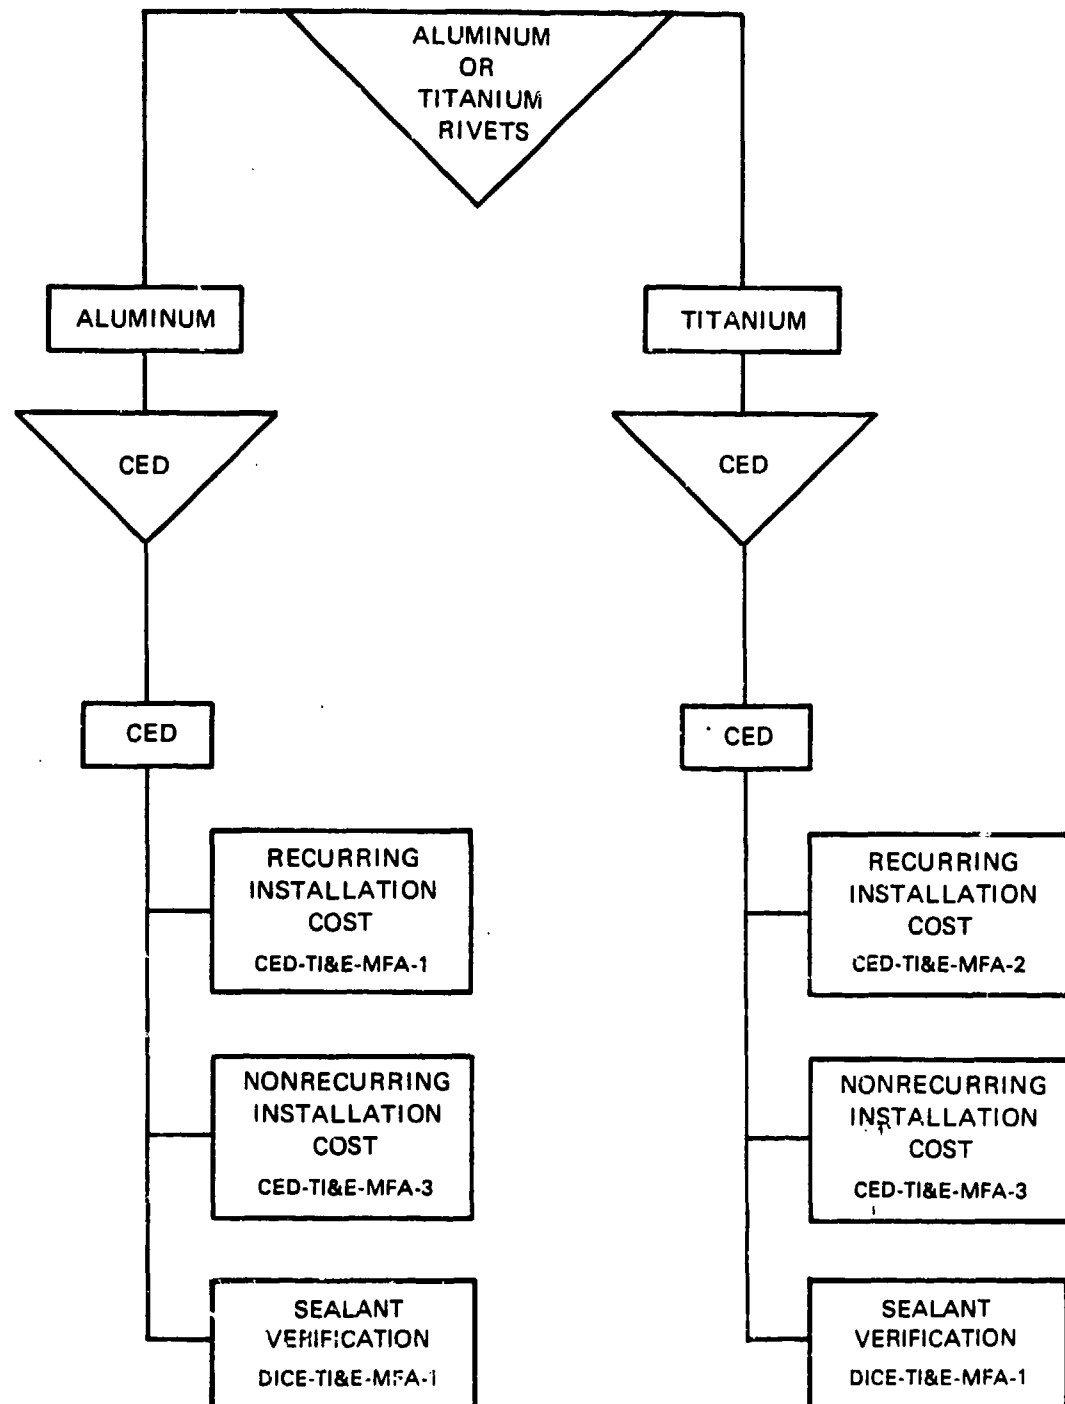 ALUMINUM
OR
TITANIUM
RIVETS
ALUMINUM
TITANIUM
CED
CED
CED
CED
RECURRING
INSTALLATION
COST
CED-TI&E-MFA-1
RECURRING
INSTALLATION
COST
CED-TI&E-MFA-2
NONRECURRING
INSTALLATION
COST
CED-TI&E-MFA-3
NONRECURRING
INSTALLATION
COST
CED-TI&E-MFA-3
SEALANT
VERIFICATION
DICE-TI&E-MFA-1
SEALANT
VERIFICATION
DICE-TI&E-MFA-1